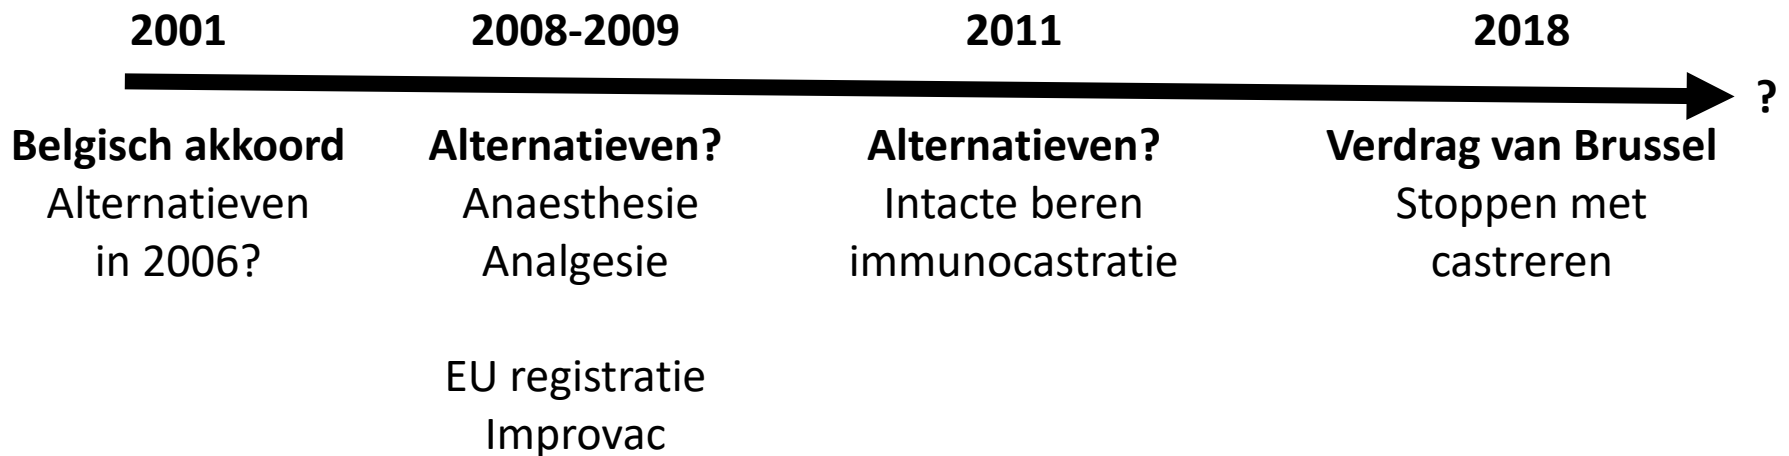 2001
2008-2009
2011
2018
?
Belgisch akkoord
Alternatieven
in 2006?
Alternatieven?
Anaesthesie
Analgesie
EU registratie
Improvac
Alternatieven?
Intacte beren
immunocastratie
Verdrag van Brussel
Stoppen met
castreren